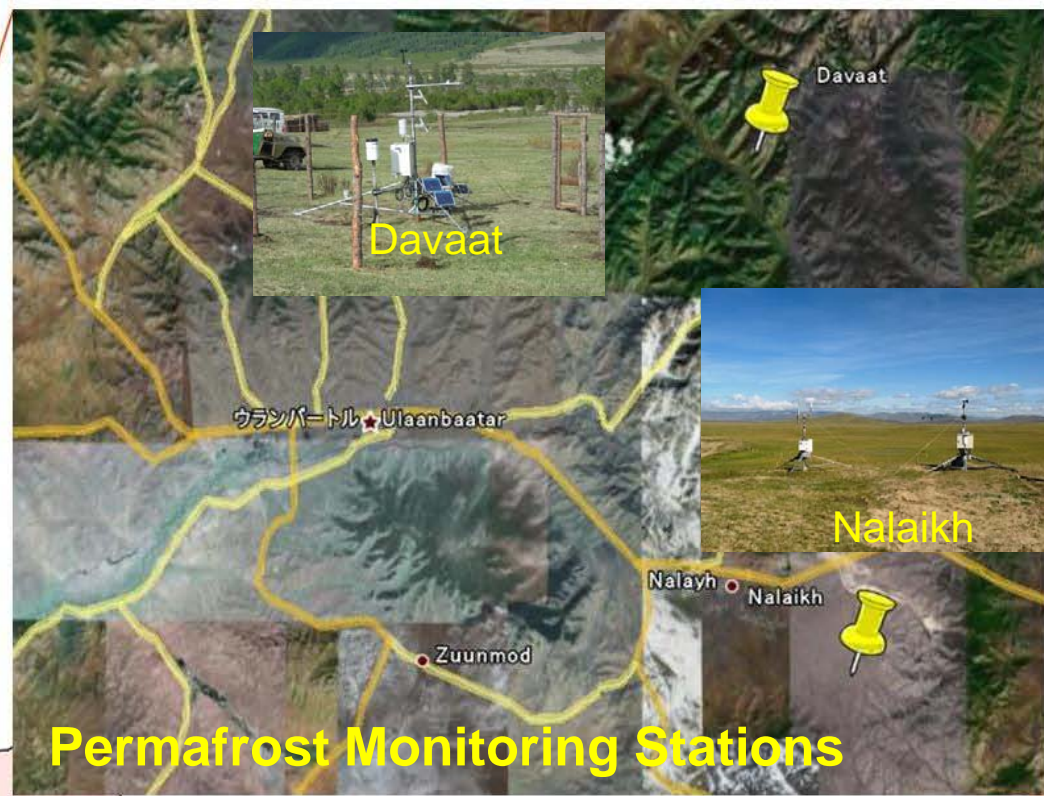 Davaat
Davaat
ウランバートル Ulaanbaatar
Nalaikh
Nalayh
Nalaikh
Zuunmod
Permafrost Monitoring Stations